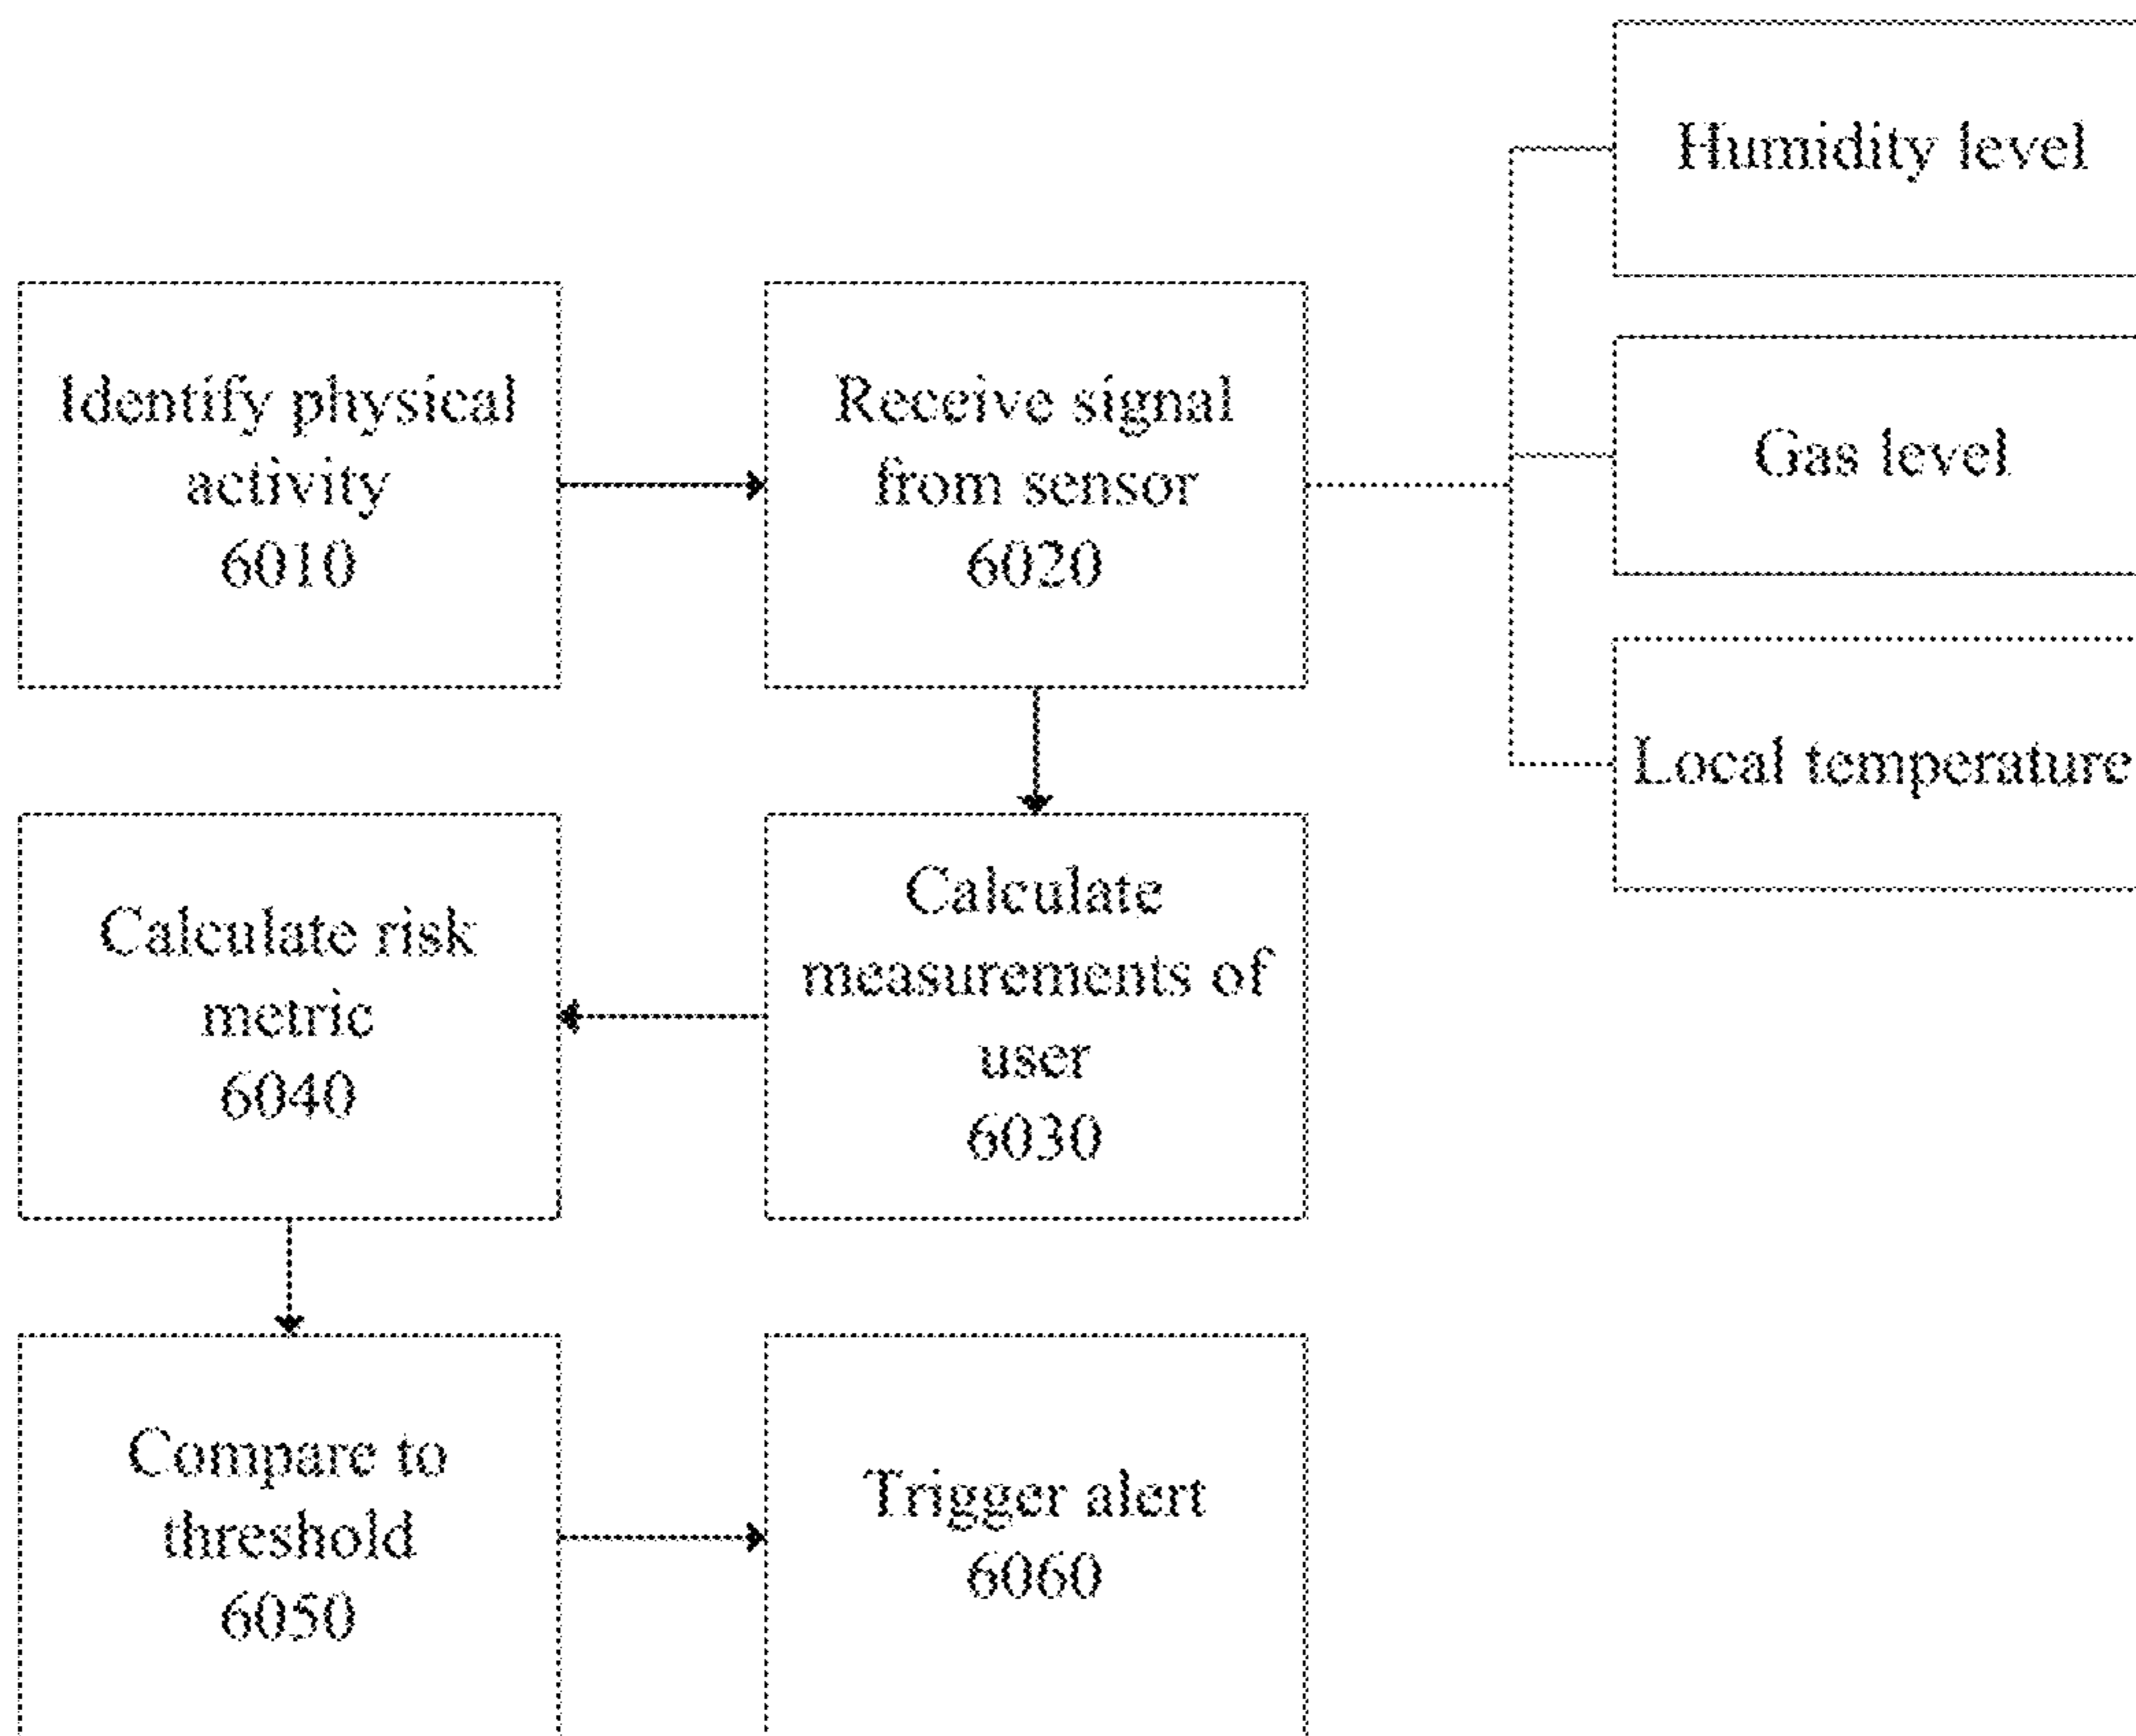 Humidity level
Identify physical
activity
6010
Receive signal
from sensor
6020
Gas level
Local temperature
Calculate
measurements of
user
6030
Calculate risk
metric
6040
Compare to
threshold
6050
Trigger alert
6060